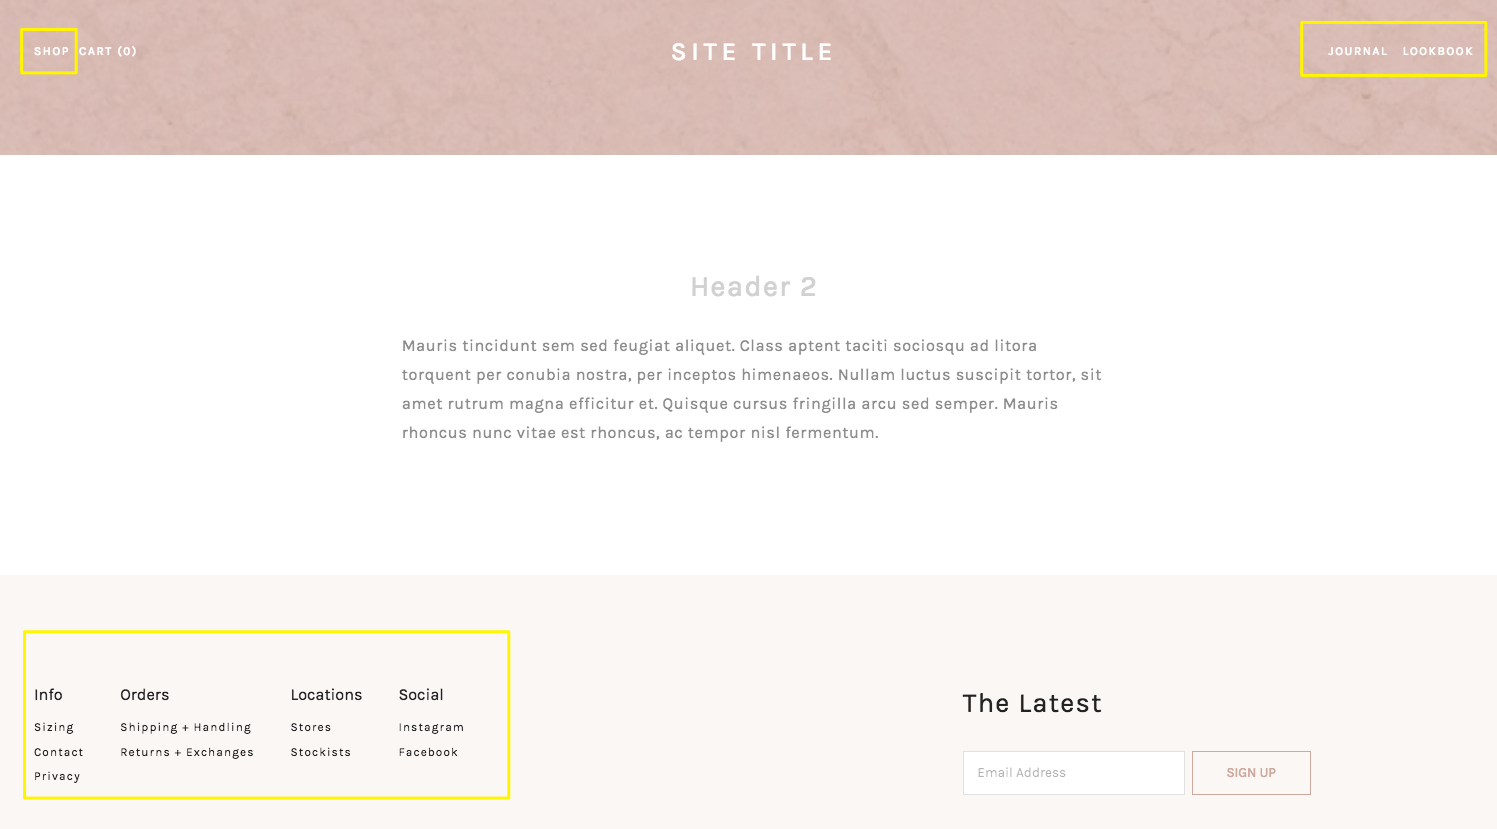 SHOP CART (0) SITE TITLE JOURNAL LOOKBOOK
Header 2
Mauris tincidunt sem sed feugiat aliquet. Class aptent taciti sociosqu ad litora
torquent per conubia nostra, per inceptos himenaeos. Nullam luctus suscipit tortor, sit
amet rutrum magna efficitur et. Quisque cursus fringilla arcu sed semper. Mauris
rhoncus nunc vitae est rhoncus, ac tempor nisl fermentum.
Info
Sizing
Contact
Privacy
Orders
Shipping + Handling
Returns + Exchanges
Locations
Stores
Stockists
Social
Instagram
Facebook
The Latest
Email Address SIGN UP